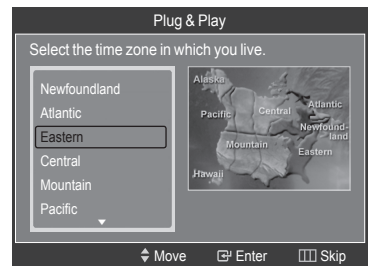 Plug & Play
Select the time zone in which you live.
Newfoundland
Atlantic
Eastern
Central
Mountain
Pacific
Alaska
Pacific
Central
Atlantic
Newfound-
land
Mountain
Eastern
Hawaii
Move Enter Skip